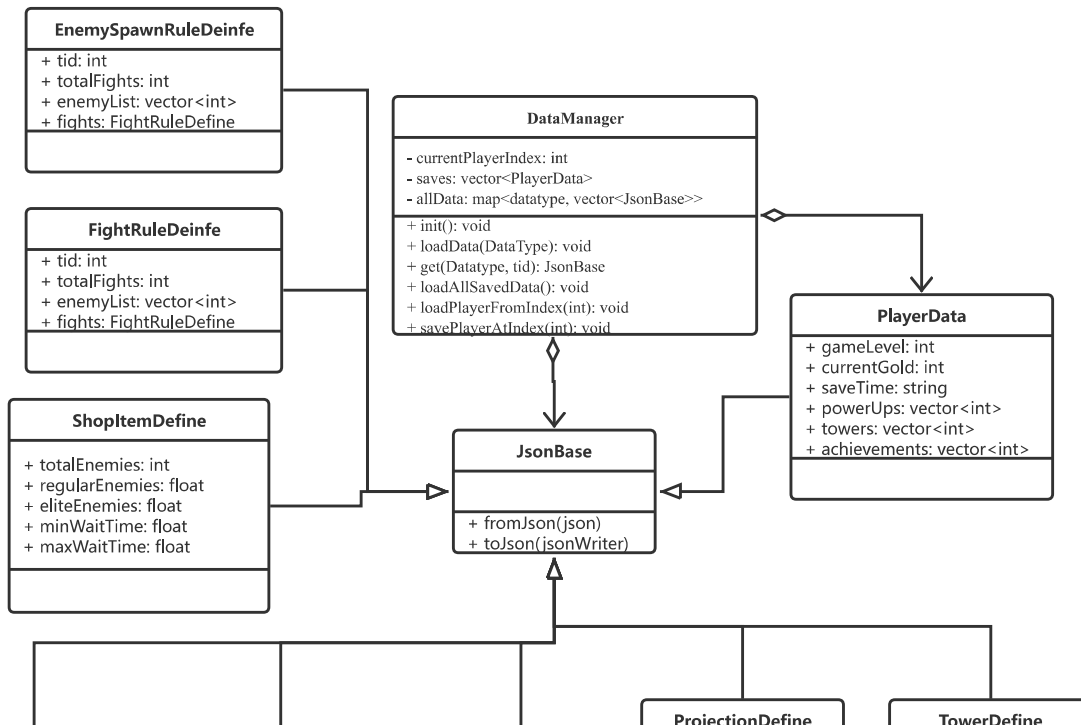 EnemySpawnRuleDeinfe
+ tid: int
+ totalFights: int
+ enemyList: vector<int>
+ fights: FightRuleDefine
DataManager
- currentPlayerIndex: int
- saves: vector<PlayerData>
- allData: map<datatype, vector<JsonBase>>
+ init(): void
+ loadData(DataType): void
+ get(Datatype, tid): JsonBase
+ loadAllSavedData(): void
+ loadPlayerFromIndex(int): void
+ savePlayerAtIndex(int): void
FightRuleDeinfe
+ tid: int
+ totalFights: int
+ enemyList: vector<int>
+ fights: FightRuleDefine
PlayerData
+ gameLevel: int
+ currentGold: int
+ saveTime: string
+ powerUps: vector<int>
+ towers: vector<int>
+ achievements: vector<int>
ShopItemDefine
+ totalEnemies: int
+ regularEnemies: float
+ eliteEnemies: float
+ minWaitTime: float
+ maxWaitTime: float
JsonBase
+ fromJson(json)
+ toJson(jsonWriter)
ProjectionDefine
TowerDefine